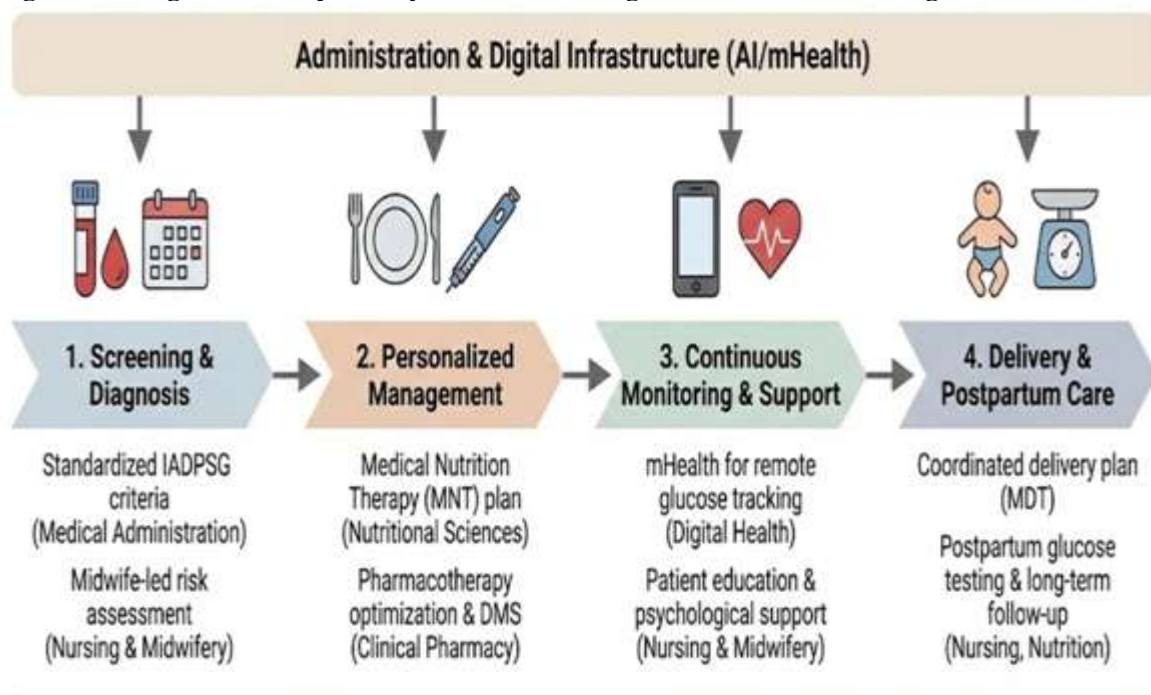 Administration & Digital Infrastructure (AI/mHealth)
1. Screening &
Diagnosis
Standardized IADPSG
criteria
(Medical Administration)
Midwife-led risk
assessment
(Nursing & Midwifery)
2. Personalized
Management
Medical Nutrition
Therapy (MNT) plan
(Nutritional Sciences)
Pharmacotherapy
optimization & DMS
(Clinical Pharmacy)
3. Continuous
Monitoring & Support
mHealth for remote
glucose tracking
(Digital Health)
Patient education &
psychological support
(Nursing & Midwifery)
4. Delivery &
Postpartum Care
Coordinated delivery plan
(MDT)
Postpartum glucose
testing & long-term
follow-up
(Nursing, Nutrition)